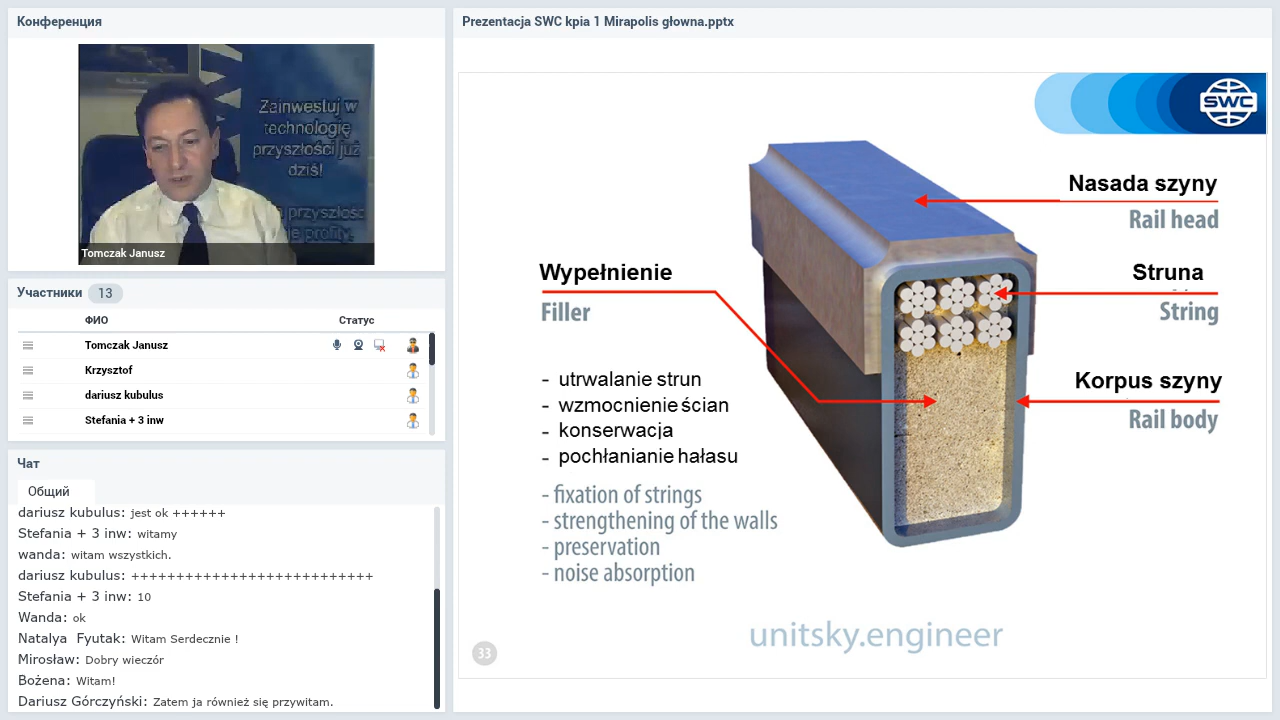 Конференция
Zainwestuj w
technologię
przyszłości już
dziś!
Tomczak Janusz
Участники 13
ФИО Статус
Tomczak Janusz
Krzysztof
dariusz kubulus
Stefania + 3 inw
Чат
Общий
dariusz kubulus: jest ok ++++++
Stefania + 3 inw: witamy
wanda: witam wszystkich.
dariusz kubulus: +++++++++++++++++++++++++++
Stefania + 3 inw: 10
Wanda: ok
Natalya Fyutak: Witam Serdecznie !
Mirosław: Dobry wieczór
Bożena: Witam!
Dariusz Górczyński: Zatem ja również się przywitam.
Prezentacja SWC kpia 1 Mirapolis głowna.pptx
SWC
Nasada szyny
Rail head
Wypełnienie
Filler
Struna
String
Korpus szyny
Rail body
- utrwalanie strun
- wzmocnienie ścian
- konserwacja
- pochłanianie hałasu
- fixation of strings
- strengthening of the walls
- preservation
- noise absorption
unitsky.engineer
33